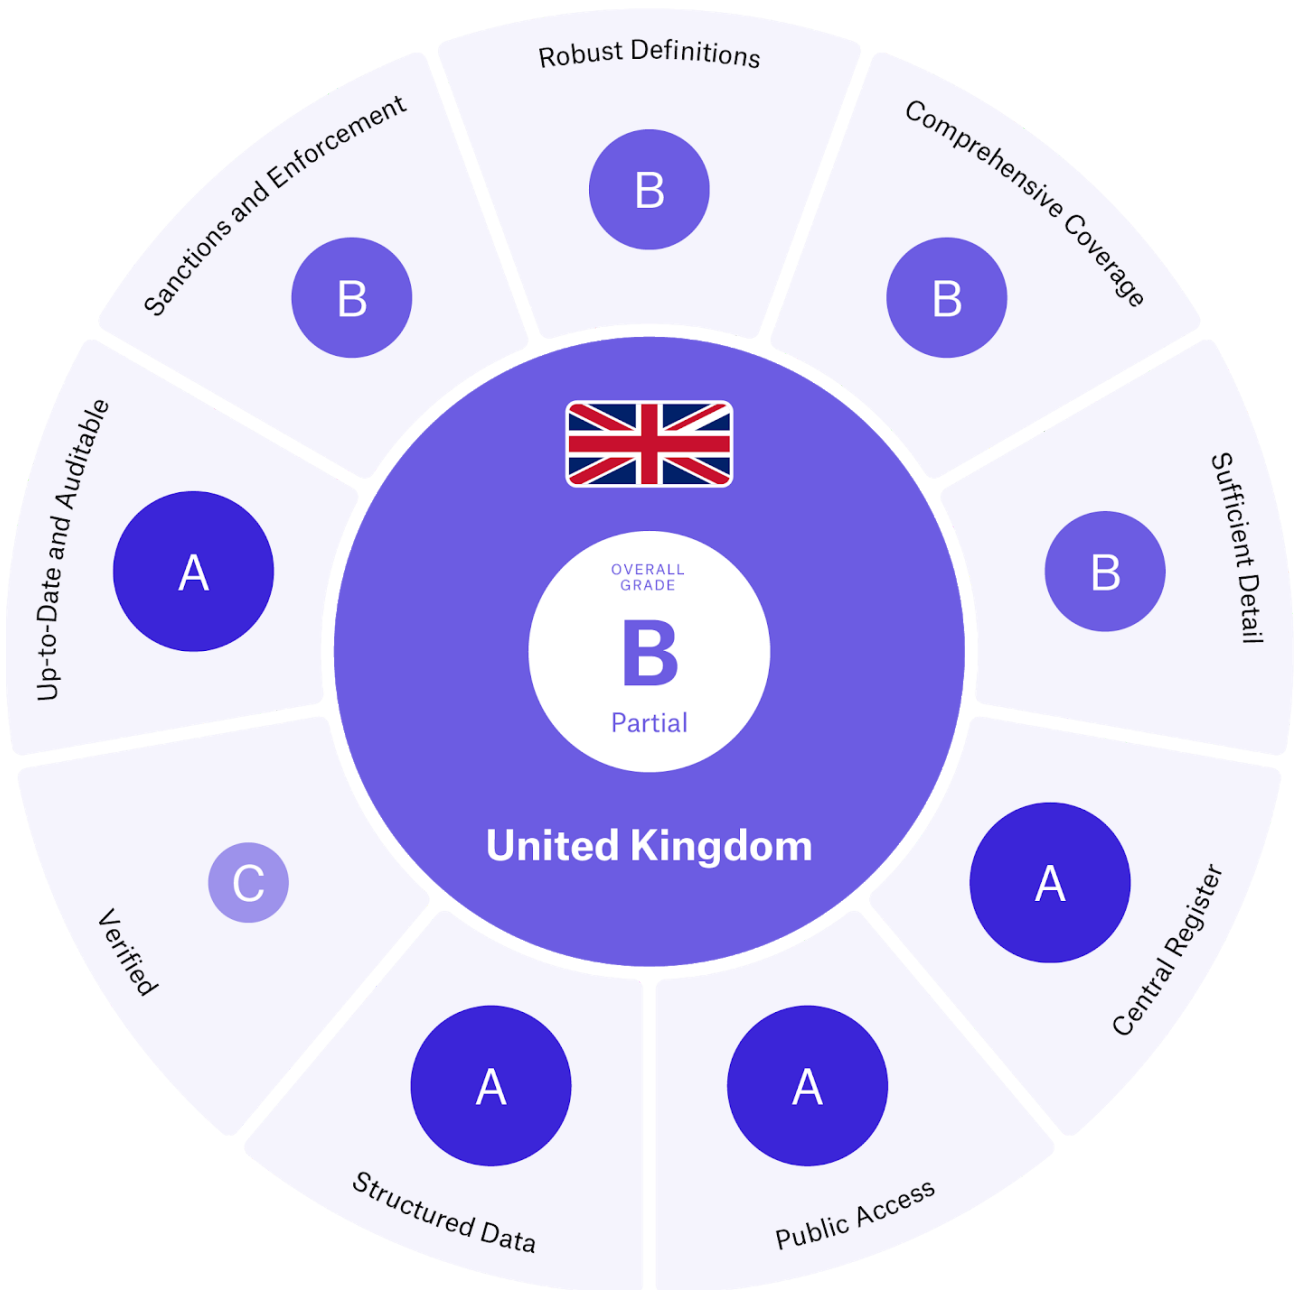 Robust Definitions
B
Comprehensive Coverage
B
Sufficient Detail
B
Central Register
A
Public Access
A
Structured Data
A
Verified
C
Up-to-Date and Auditable
A
Sanctions and Enforcement
B
OVERALL
GRADE
B
Partial
United Kingdom